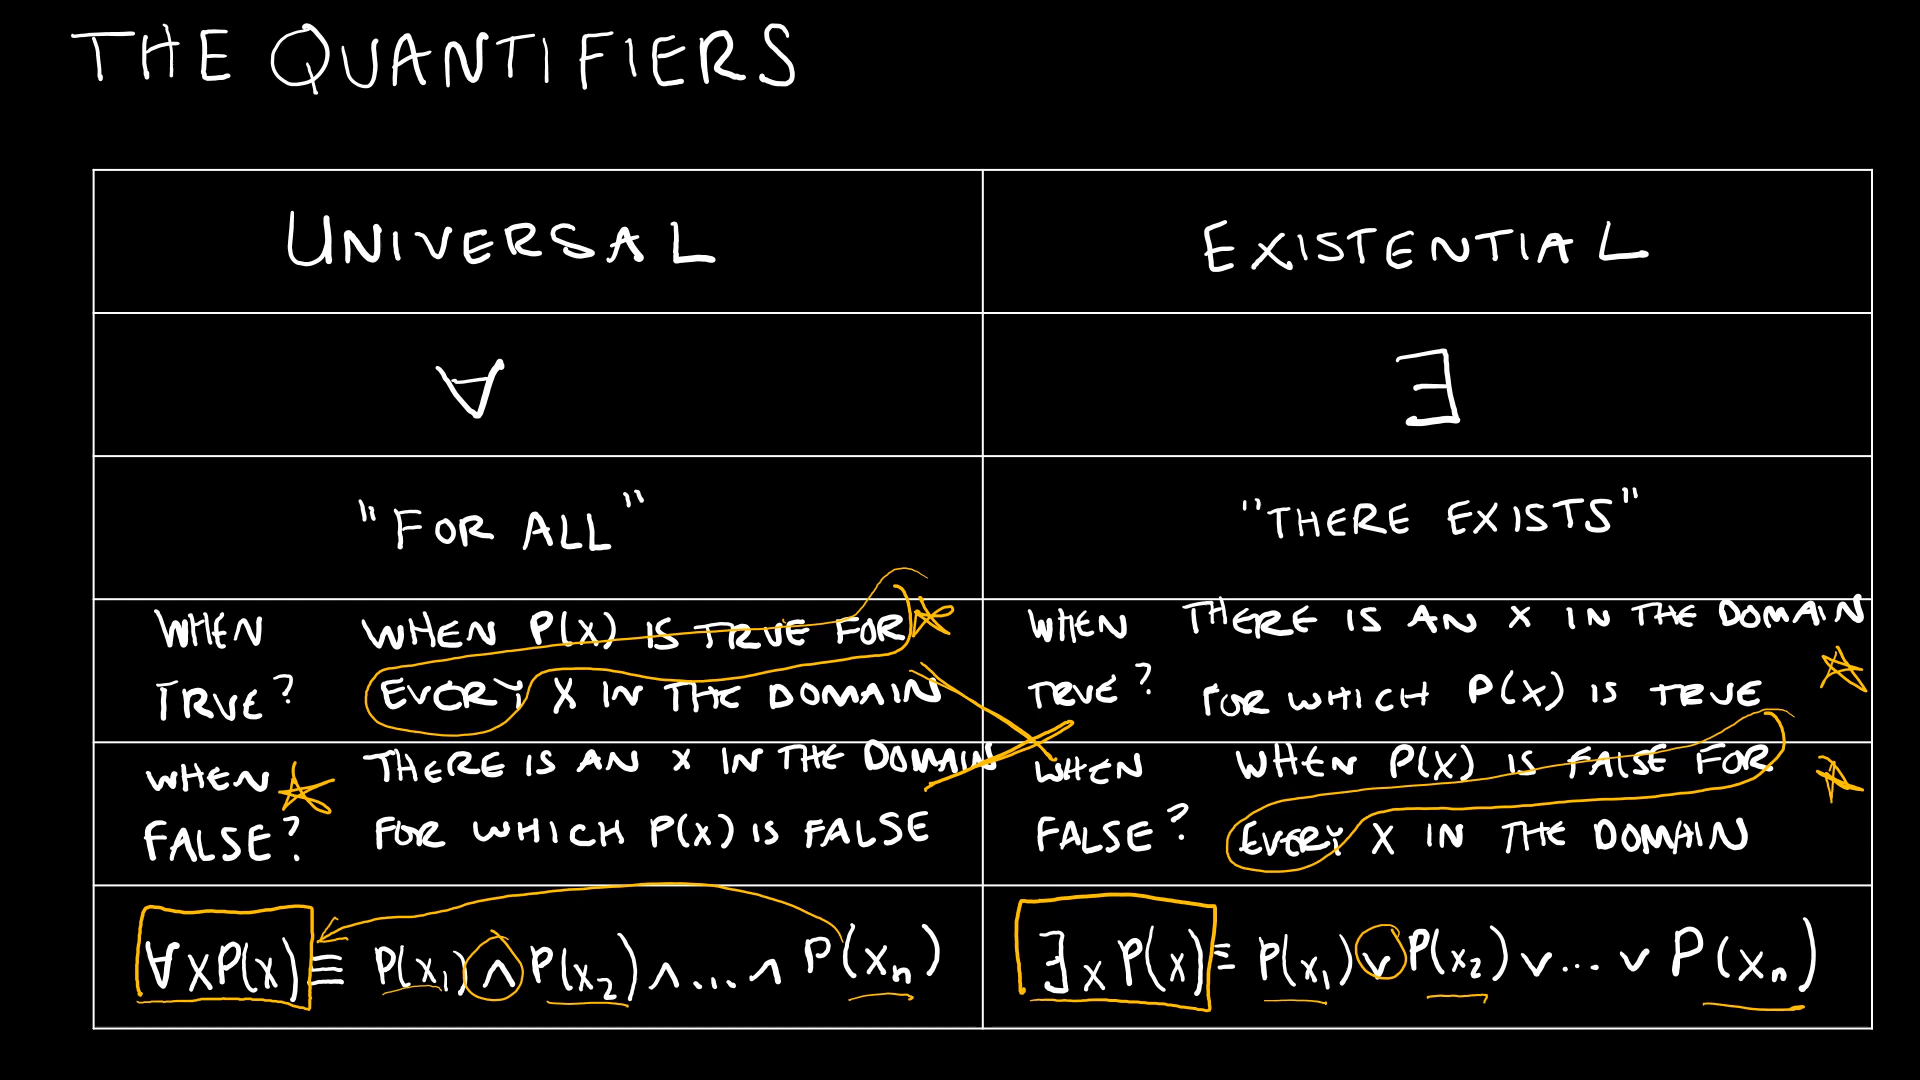 THE QUANTIFIERS
UNIVERSAL
EXISTENTIAL
∀
∃
"FOR ALL"
"THERE EXISTS"
WHEN
TRUE?
WHEN P(X) IS TRUE FOR
EVERY X IN THE DOMAIN
WHEN
TRUE?
THERE IS AN X IN THE DOMAIN
FOR WHICH P(X) IS TRUE
WHEN
FALSE?
THERE IS AN X IN THE DOMAIN
FOR WHICH P(X) IS FALSE
WHEN
FALSE?
WHEN P(X) IS FALSE FOR
EVERY X IN THE DOMAIN
∀xP(x) ≡ P(x₁) ∧ P(x₂) ∧ ... ∧ P(xₙ)
∃x P(x) ≡ P(x₁) ∨ P(x₂) ∨ ... ∨ P(xₙ)